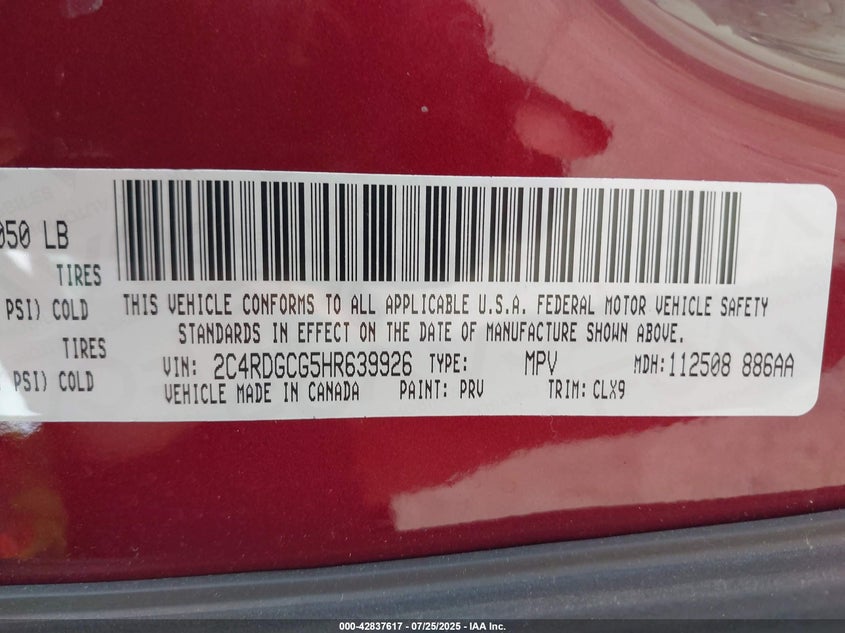 050 LB
TIRES
PSI) COLD
TIRES
PSI) COLD
THIS VEHICLE CONFORMS TO ALL APPLICABLE U.S.A. FEDERAL MOTOR VEHICLE SAFETY
STANDARDS IN EFFECT ON THE DATE OF MANUFACTURE SHOWN ABOVE.
VIN: 2C4RDGCG5HR639926 TYPE: MPV MDH: 112508 886AA
VEHICLE MADE IN CANADA PAINT: PRV TRIM: CLX9
000-42837617 - 07/25/2025 - IAA Inc.